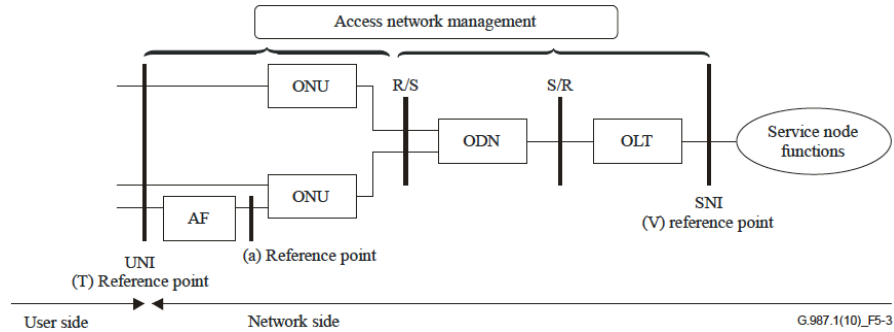 Access network management
ONU
R/S
S/R
ODN
OLT
Service node
functions
ONU
AF
SNI
(V) reference point
(a) Reference point
UNI
(T) Reference point
User side
Network side
G.987.1(10)_F5-3